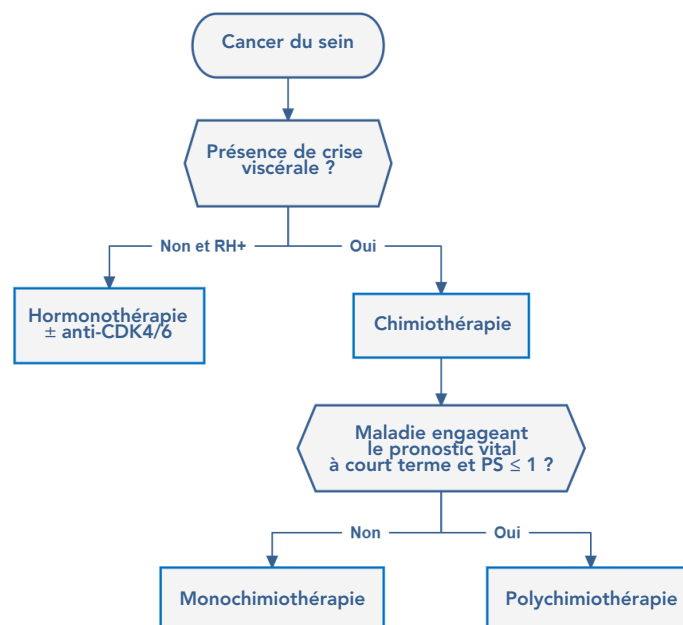 Cancer du sein
Présence de crise
viscérale ?
Non et RH+
Oui
Hormonothérapie
± anti-CDK4/6
Chimiothérapie
Maladie engageant
le pronostic vital
à court terme et PS ≤ 1 ?
Non
Oui
Monochimiothérapie
Polychimiothérapie